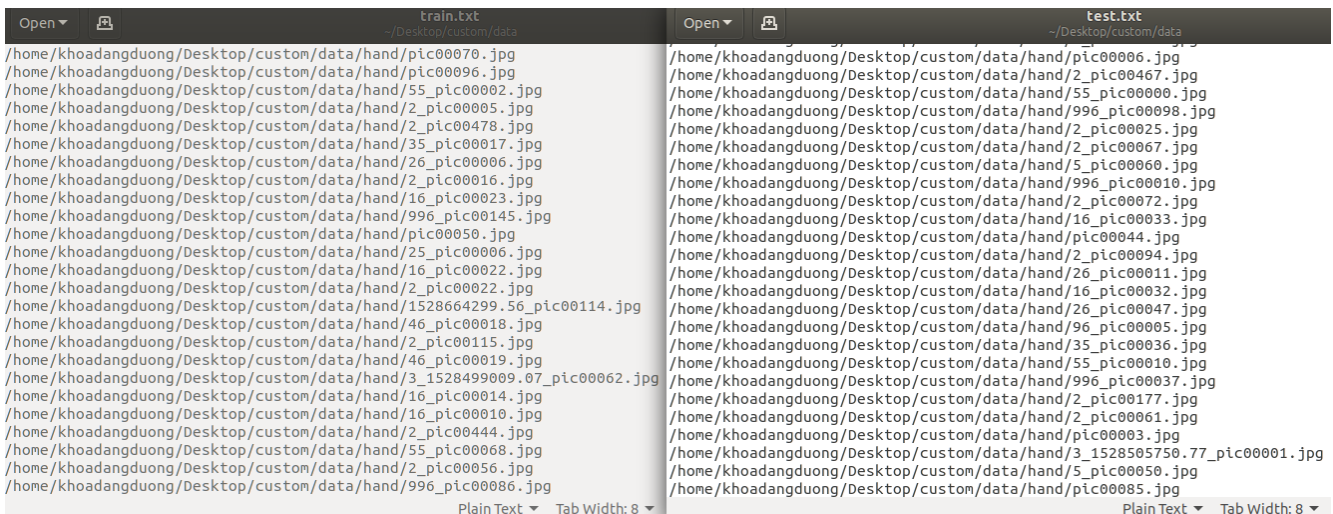 Open
train.txt
~/Desktop/custom/data
/home/khoadangduong/Desktop/custom/data/hand/pic00070.jpg
/home/khoadangduong/Desktop/custom/data/hand/pic00096.jpg
/home/khoadangduong/Desktop/custom/data/hand/55_pic00002.jpg
/home/khoadangduong/Desktop/custom/data/hand/2_pic00005.jpg
/home/khoadangduong/Desktop/custom/data/hand/2_pic00478.jpg
/home/khoadangduong/Desktop/custom/data/hand/35_pic00017.jpg
/home/khoadangduong/Desktop/custom/data/hand/26_pic00006.jpg
/home/khoadangduong/Desktop/custom/data/hand/2_pic00016.jpg
/home/khoadangduong/Desktop/custom/data/hand/16_pic00023.jpg
/home/khoadangduong/Desktop/custom/data/hand/996_pic00145.jpg
/home/khoadangduong/Desktop/custom/data/hand/pic00050.jpg
/home/khoadangduong/Desktop/custom/data/hand/25_pic00006.jpg
/home/khoadangduong/Desktop/custom/data/hand/16_pic00022.jpg
/home/khoadangduong/Desktop/custom/data/hand/2_pic00022.jpg
/home/khoadangduong/Desktop/custom/data/hand/1528664299.56_pic00114.jpg
/home/khoadangduong/Desktop/custom/data/hand/46_pic00018.jpg
/home/khoadangduong/Desktop/custom/data/hand/2_pic00115.jpg
/home/khoadangduong/Desktop/custom/data/hand/46_pic00019.jpg
/home/khoadangduong/Desktop/custom/data/hand/3_1528499009.07_pic00062.jpg
/home/khoadangduong/Desktop/custom/data/hand/16_pic00014.jpg
/home/khoadangduong/Desktop/custom/data/hand/16_pic00010.jpg
/home/khoadangduong/Desktop/custom/data/hand/2_pic00444.jpg
/home/khoadangduong/Desktop/custom/data/hand/55_pic00068.jpg
/home/khoadangduong/Desktop/custom/data/hand/2_pic00056.jpg
/home/khoadangduong/Desktop/custom/data/hand/996_pic00086.jpg
Plain Text Tab Width: 8
Open
test.txt
~/Desktop/custom/data
/home/khoadangduong/Desktop/custom/data/hand/pic00006.jpg
/home/khoadangduong/Desktop/custom/data/hand/2_pic00467.jpg
/home/khoadangduong/Desktop/custom/data/hand/55_pic00000.jpg
/home/khoadangduong/Desktop/custom/data/hand/996_pic00098.jpg
/home/khoadangduong/Desktop/custom/data/hand/2_pic00025.jpg
/home/khoadangduong/Desktop/custom/data/hand/2_pic00067.jpg
/home/khoadangduong/Desktop/custom/data/hand/5_pic00060.jpg
/home/khoadangduong/Desktop/custom/data/hand/996_pic00010.jpg
/home/khoadangduong/Desktop/custom/data/hand/2_pic00072.jpg
/home/khoadangduong/Desktop/custom/data/hand/16_pic00033.jpg
/home/khoadangduong/Desktop/custom/data/hand/pic00044.jpg
/home/khoadangduong/Desktop/custom/data/hand/2_pic00094.jpg
/home/khoadangduong/Desktop/custom/data/hand/26_pic00011.jpg
/home/khoadangduong/Desktop/custom/data/hand/16_pic00032.jpg
/home/khoadangduong/Desktop/custom/data/hand/26_pic00047.jpg
/home/khoadangduong/Desktop/custom/data/hand/96_pic00005.jpg
/home/khoadangduong/Desktop/custom/data/hand/35_pic00036.jpg
/home/khoadangduong/Desktop/custom/data/hand/55_pic00010.jpg
/home/khoadangduong/Desktop/custom/data/hand/996_pic00037.jpg
/home/khoadangduong/Desktop/custom/data/hand/2_pic00177.jpg
/home/khoadangduong/Desktop/custom/data/hand/2_pic00061.jpg
/home/khoadangduong/Desktop/custom/data/hand/pic00003.jpg
/home/khoadangduong/Desktop/custom/data/hand/3_1528505750.77_pic00001.jpg
/home/khoadangduong/Desktop/custom/data/hand/5_pic00050.jpg
/home/khoadangduong/Desktop/custom/data/hand/pic00085.jpg
Plain Text Tab Width: 8